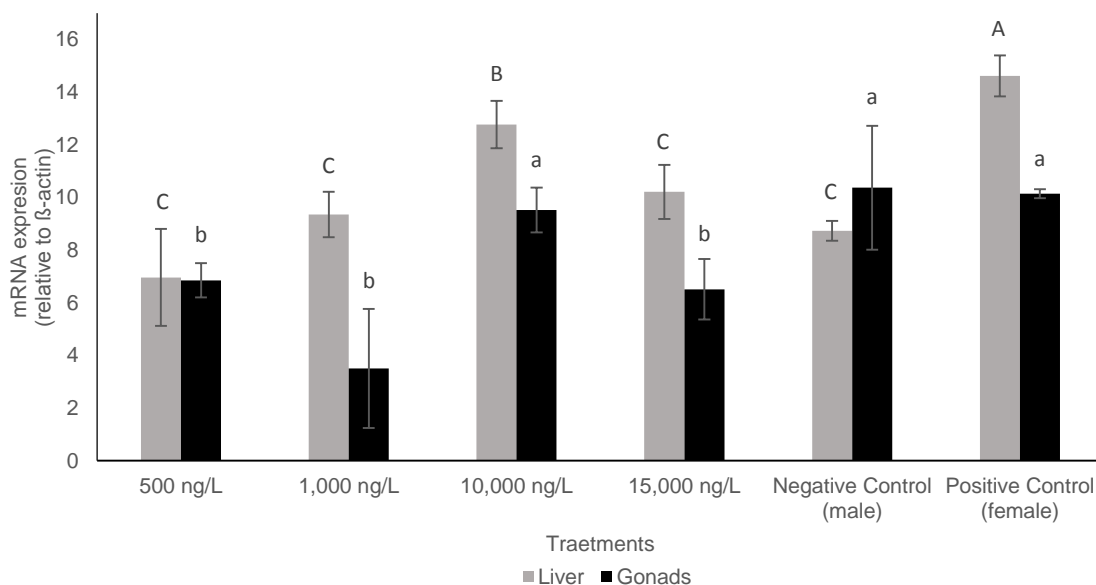 mRNA expresion
(relative to ß-actin)
16
14
12
10
8
6
4
2
0
C
b
C
b
B
a
C
b
C
a
A
a
500 ng/L
1,000 ng/L
10,000 ng/L
15,000 ng/L
Negative Control
(male)
Positive Control
(female)
Traetments
Liver
Gonads